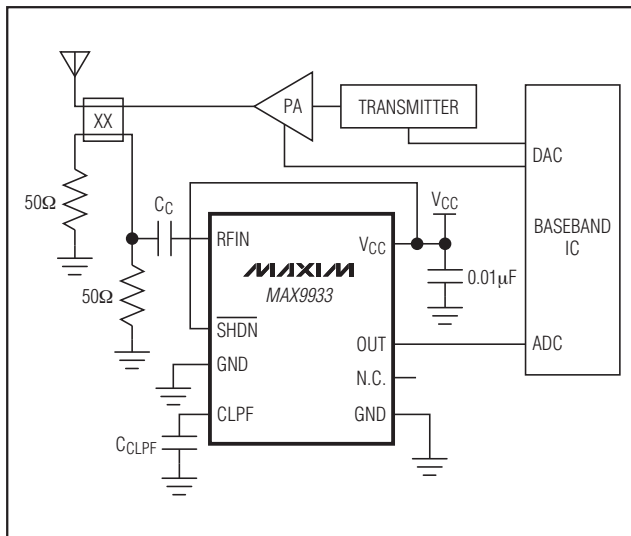 PA
TRANSMITTER
XX
DAC
50Ω
CC
VCC
RFIN
VCC
BASEBAND
IC
MAXIM
MAX9933
0.01µF
50Ω
SHDN
OUT
ADC
GND
N.C.
CLPF
GND
CCLPF